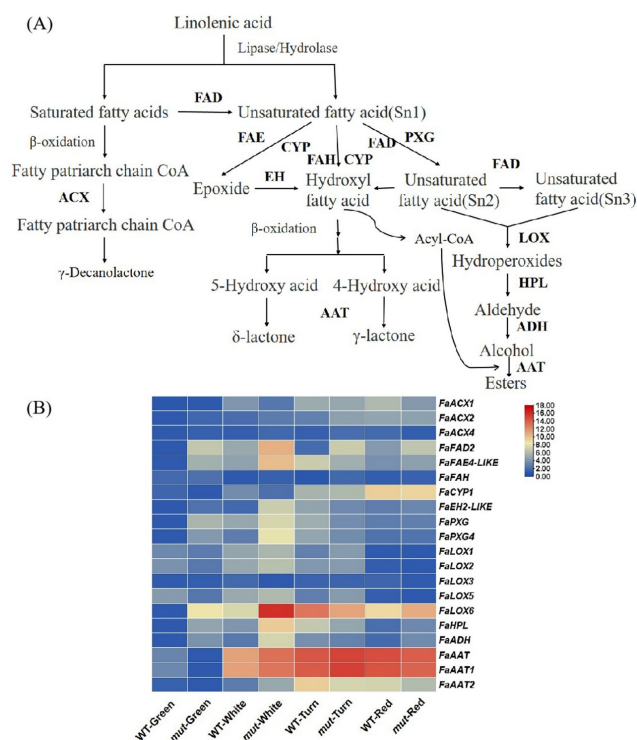 (A)
Linolenic acid
Lipase/Hydrolase
Saturated fatty acids
FAD
Unsaturated fatty acid(Sn1)
β-oxidation
FAE
CYP
FAH
CYP
FAD
PXG
Fatty patriarch chain CoA
ACX
Epoxide
EH
Hydroxyl
fatty acid
Unsaturated
fatty acid(Sn2)
FAD
Unsaturated
fatty acid(Sn3)
Fatty patriarch chain CoA
β-oxidation
Acyl-CoA
LOX
Hydroperoxides
γ-Decanolactone
5-Hydroxy acid
4-Hydroxy acid
HPL
Aldehyde
AAT
ADH
δ-lactone
γ-lactone
Alcohol
AAT
Esters
(B)
FaACX1
FaACX2
FaACX4
FaFAD2
FaFAE4-LIKE
FaFAH
FaCYP1
FaEH2-LIKE
FaPXG
FaPXG4
FaLOX1
FaLOX2
FaLOX3
FaLOX5
FaLOX6
FaHPL
FaADH
FaAAT
FaAAT1
FaAAT2
18.00
16.00
14.00
12.00
10.00
8.00
6.00
4.00
2.00
0.00
WT-Green
mut-Green
WT-White
mut-White
WT-Turn
mut-Turn
WT-Red
mut-Red